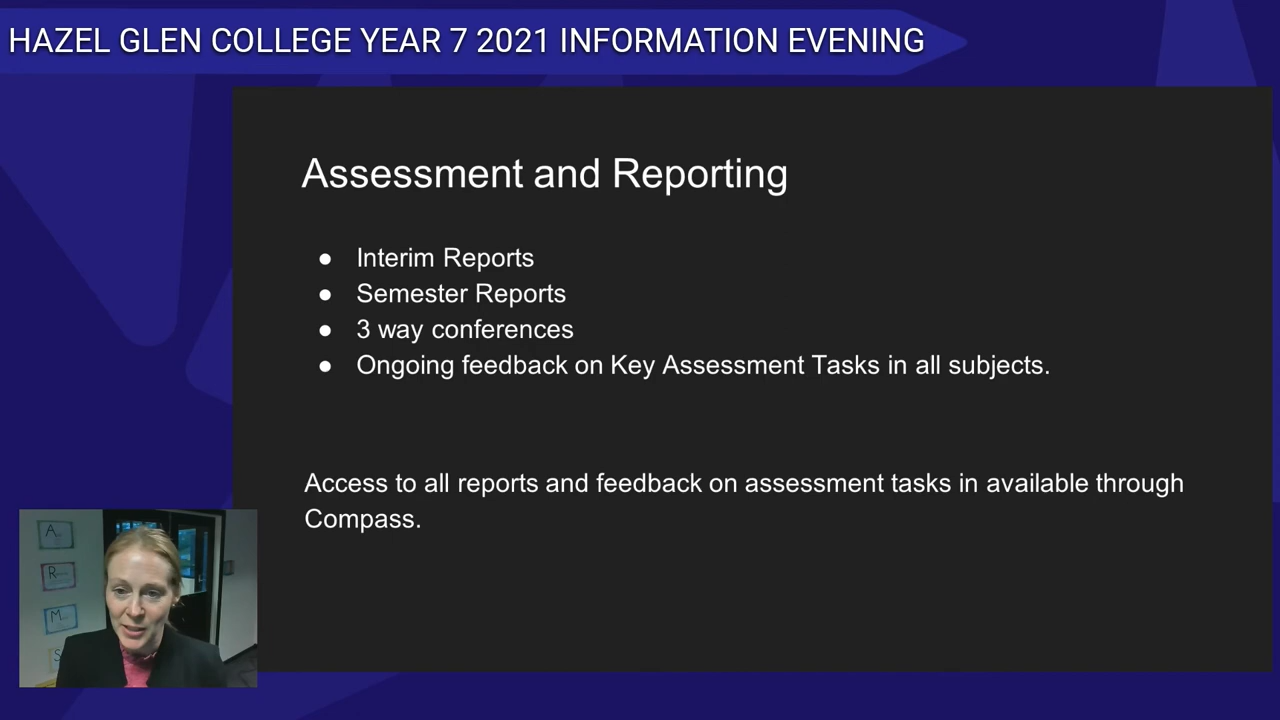 HAZEL GLEN COLLEGE YEAR 7 2021 INFORMATION EVENING
Assessment and Reporting
● Interim Reports
● Semester Reports
● 3 way conferences
● Ongoing feedback on Key Assessment Tasks in all subjects.
Access to all reports and feedback on assessment tasks in available through
Compass.
A
R
M
S